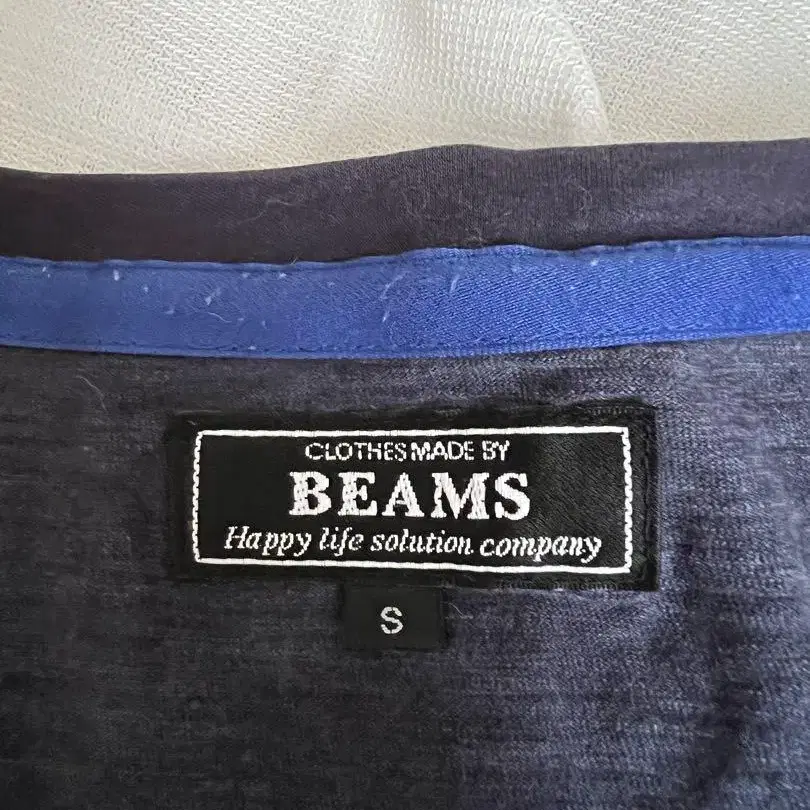 CLOTHES MADE BY
BEAMS
Happy life solution company
S